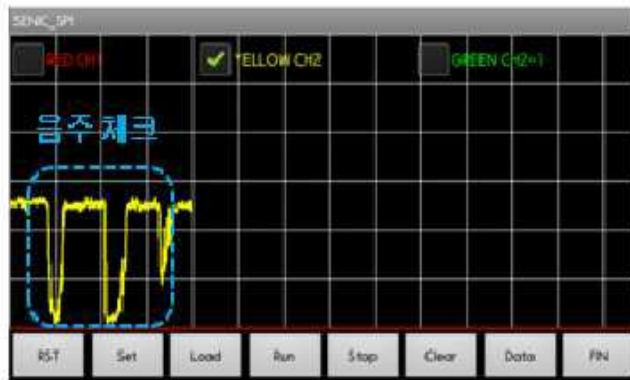 SENIC_SPI
RED CH1
YELLOW CH2
GREEN CH2-1
음주 체크
RST
Set
Load
Run
Stop
Clear
Data
FIN